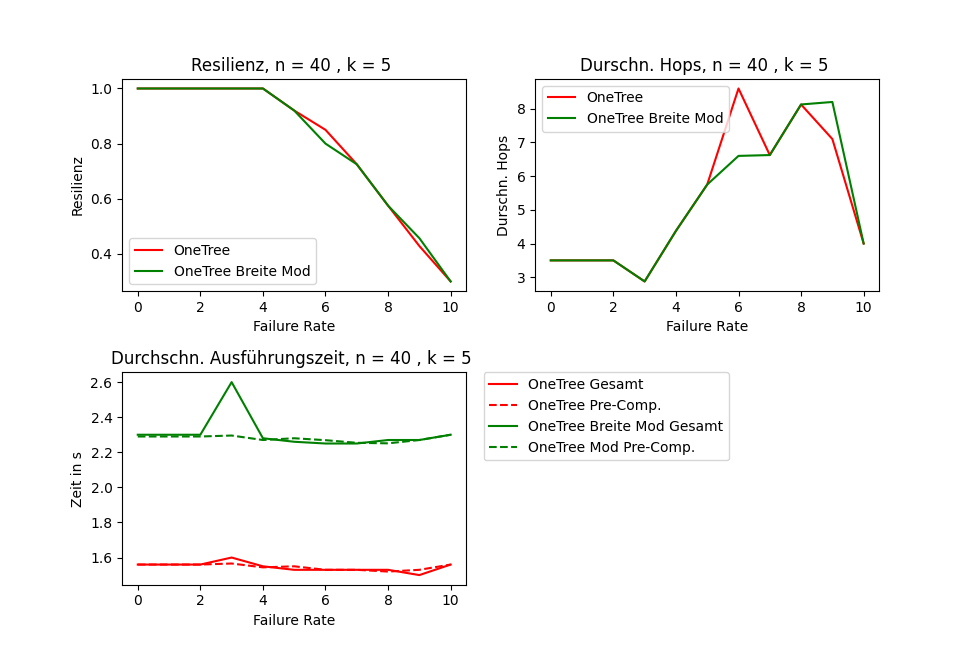 Resilienz, n = 40 , k = 5
Resilienz
1.0
0.8
0.6
0.4
OneTree
OneTree Breite Mod
0 2 4 6 8 10
Failure Rate
Durschn. Hops, n = 40 , k = 5
Durschn. Hops
8
7
6
5
4
3
OneTree
OneTree Breite Mod
0 2 4 6 8 10
Failure Rate
Durchschn. Ausführungszeit, n = 40 , k = 5
Zeit in s
2.6
2.4
2.2
2.0
1.8
1.6
0 2 4 6 8 10
Failure Rate
OneTree Gesamt
OneTree Pre-Comp.
OneTree Breite Mod Gesamt
OneTree Mod Pre-Comp.